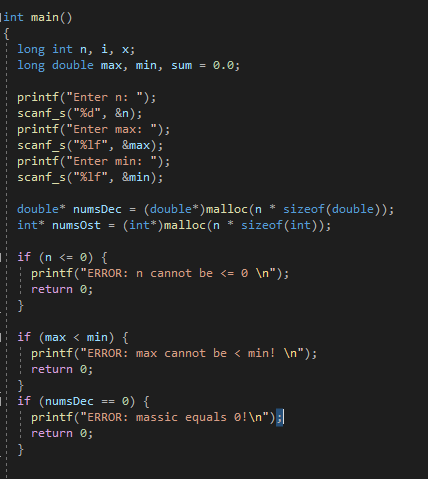 int main()
{
long int n, i, x;
long double max, min, sum = 0.0;
printf("Enter n: ");
scanf_s("%d", &n);
printf("Enter max: ");
scanf_s("%lf", &max);
printf("Enter min: ");
scanf_s("%lf", &min);
double* numsDec = (double*)malloc(n * sizeof(double));
int* numsOst = (int*)malloc(n * sizeof(int));
if (n <= 0) {
printf("ERROR: n cannot be <= 0 \n");
return 0;
}
if (max < min) {
printf("ERROR: max cannot be < min! \n");
return 0;
}
if (numsDec == 0) {
printf("ERROR: massic equals 0!\n");
return 0;
}